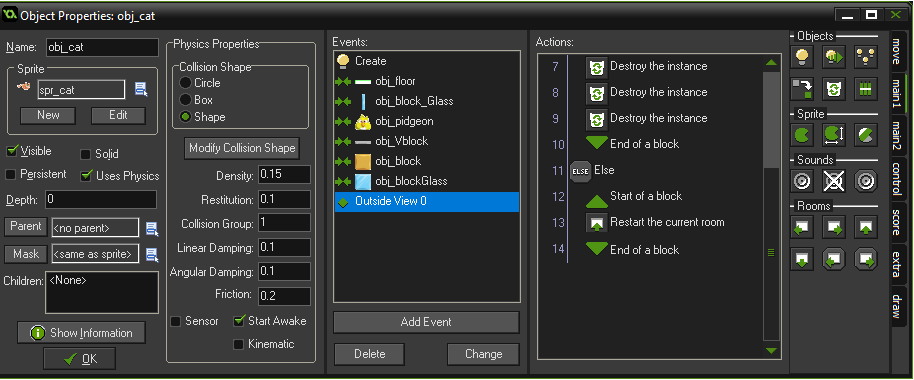 Object Properties: obj_cat
Name: obj_cat
Sprite
spr_cat
New Edit
Visible Solid
Persistent Uses Physics
Depth: 0
Parent <no parent>
Mask <same as sprite>
Children: <None>
Show Information
OK
Physics Properties
Collision Shape
Circle
Box
Shape
Modify Collision Shape
Density: 0.15
Restitution: 0.1
Collision Group: 1
Linear Damping: 0.1
Angular Damping: 0.1
Friction: 0.2
Sensor Start Awake
Kinematic
Events:
Create
obj_floor
obj_block_Glass
obj_pidgeon
obj_Vblock
obj_block
obj_blockGlass
Outside View 0
Add Event
Delete Change
Actions:
7 Destroy the instance
8 Destroy the instance
9 Destroy the instance
10 End of a block
11 ELSE Else
12 Start of a block
13 Restart the current room
14 End of a block
Objects
Sprite
Sounds
Rooms
move
main1
main2
control
score
extra
draw